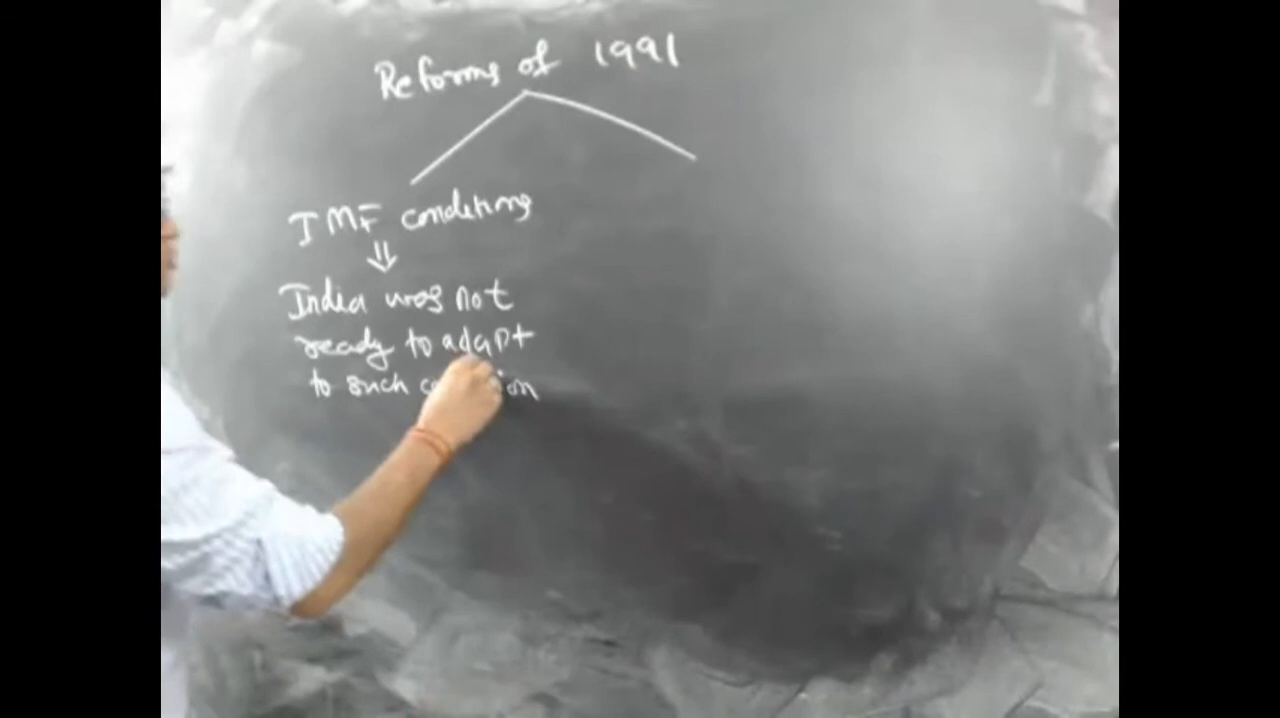 Reforms of 1991
IMF conditions
India was not
ready to adapt
to such